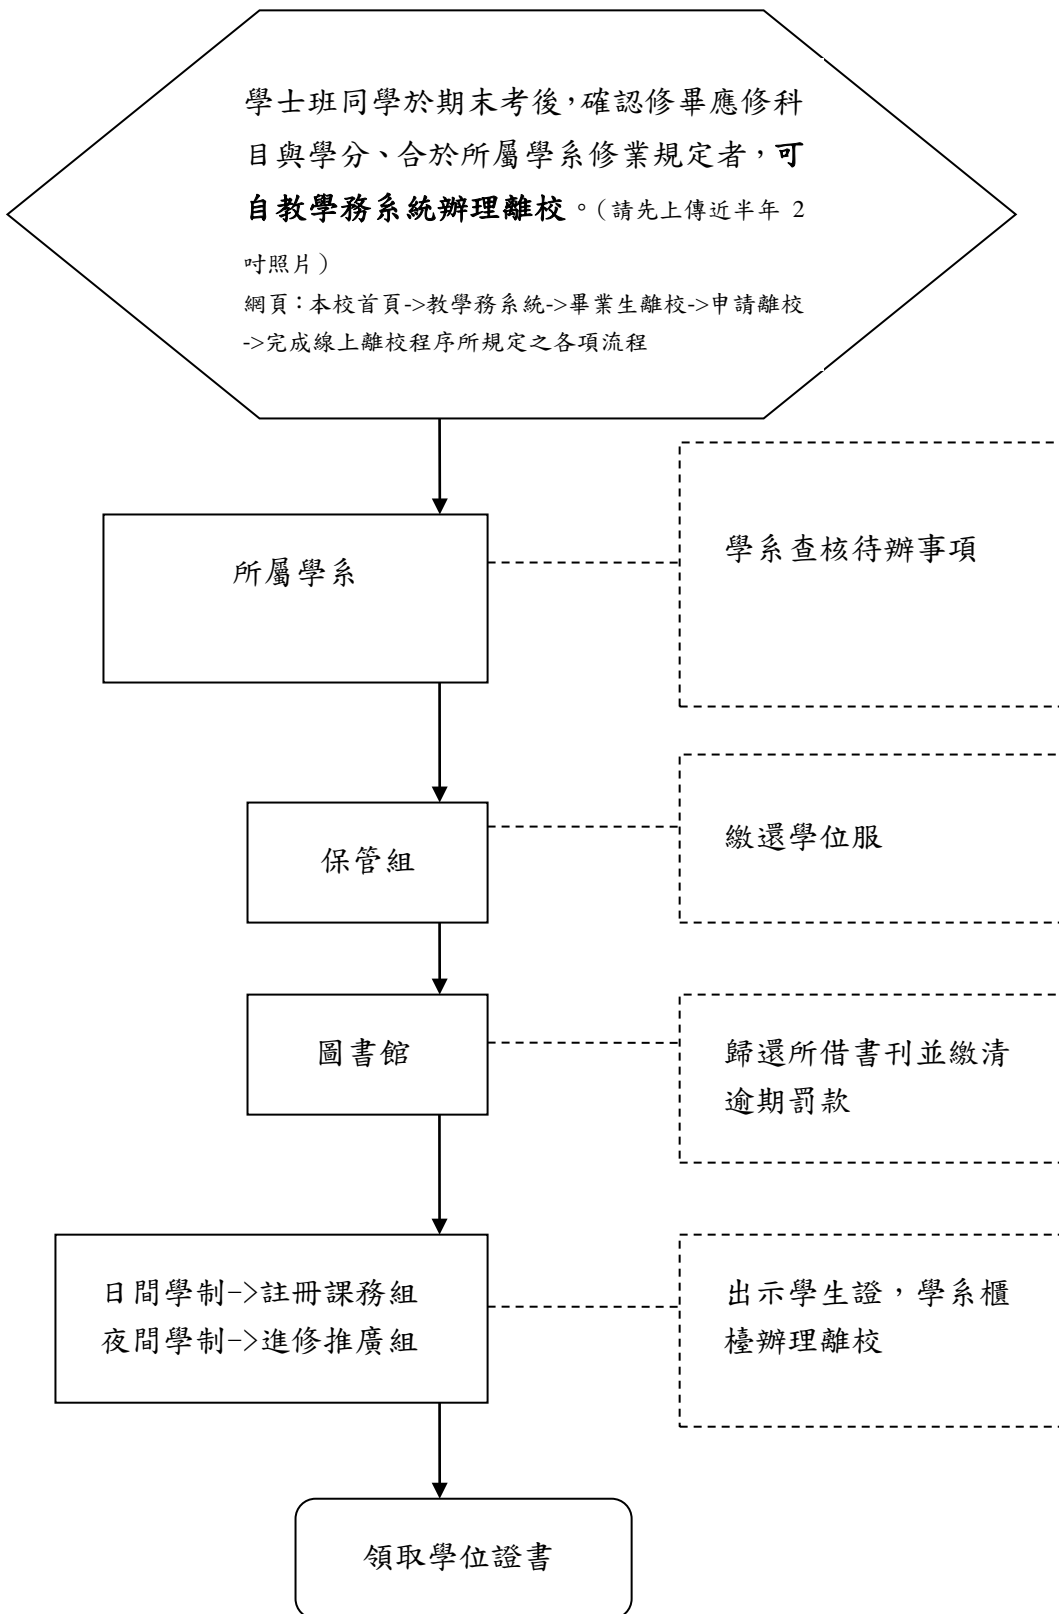 學士班同學於期末考後,確認修畢應修科
目與學分、合於所屬學系修業規定者,可
自教學務系統辦理離校。(請先上傳近半年 2
吋照片)
網頁:本校首頁->教學務系統->畢業生離校->申請離校
->完成線上離校程序所規定之各項流程
所屬學系
學系查核待辦事項
保管組
繳還學位服
圖書館
歸還所借書刊並繳清
逾期罰款
日間學制->註冊課務組
夜間學制->進修推廣組
出示學生證,學系櫃
檯辦理離校
領取學位證書